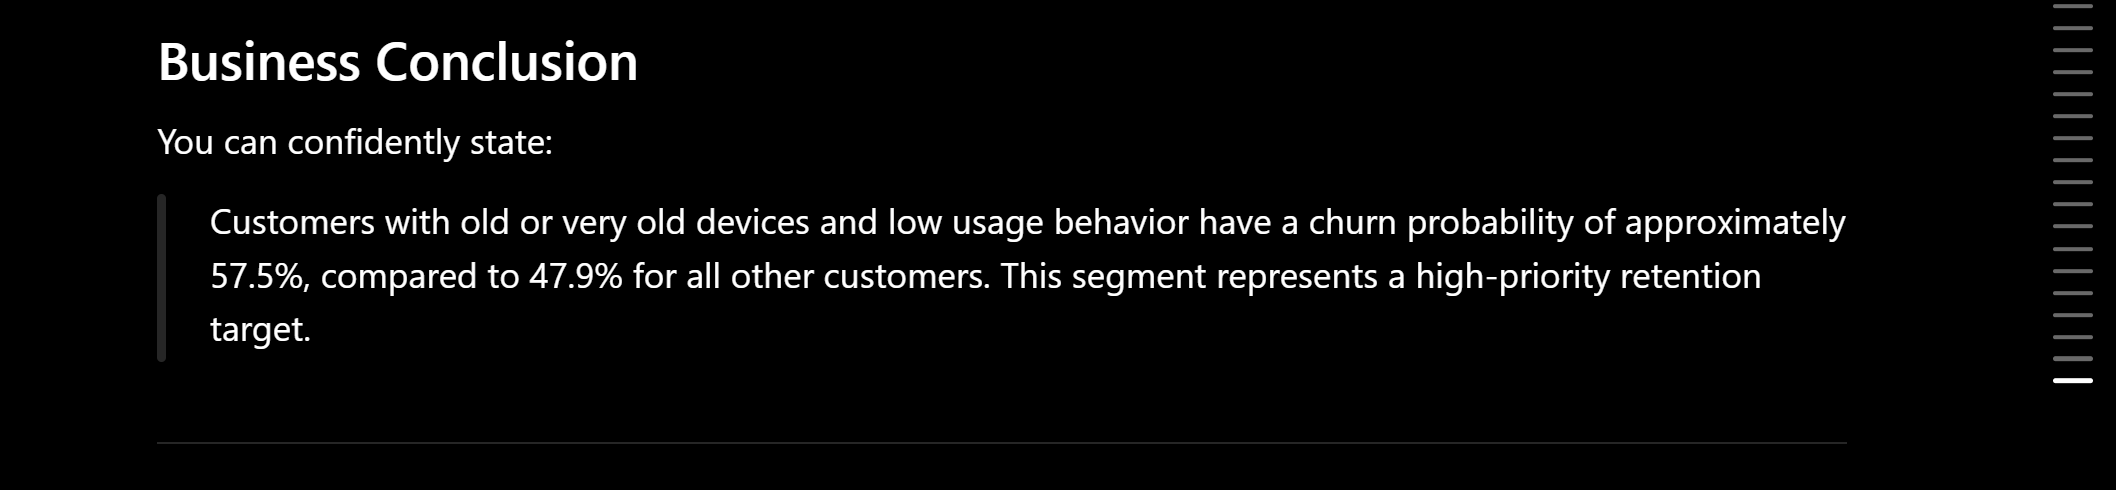 Business Conclusion
You can confidently state:
Customers with old or very old devices and low usage behavior have a churn probability of approximately
57.5%, compared to 47.9% for all other customers. This segment represents a high-priority retention
target.